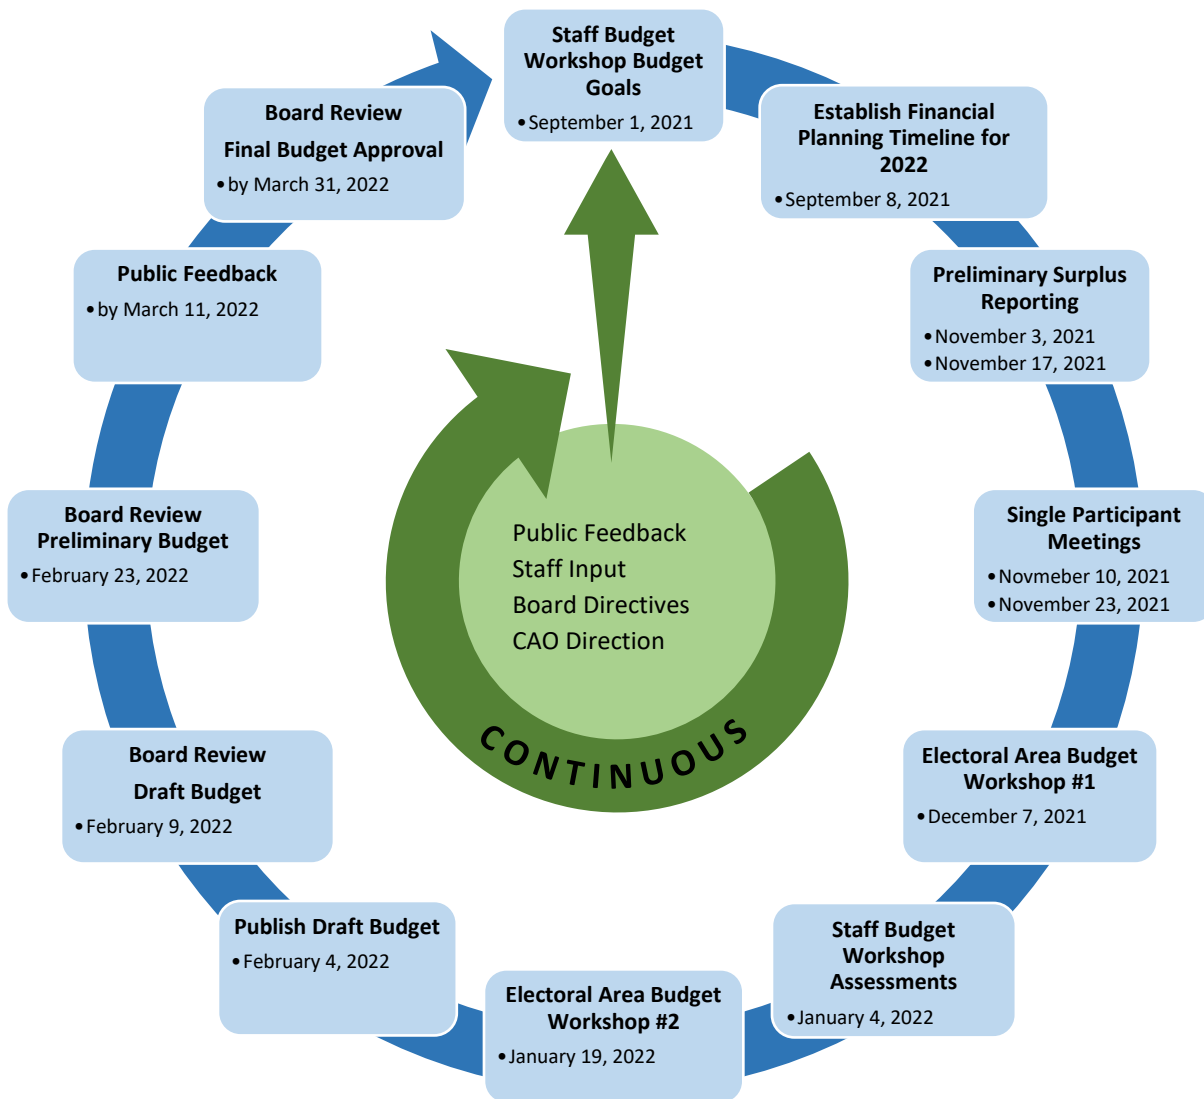 Staff Budget
Workshop Budget
Goals
•September 1, 2021
Establish Financial
Planning Timeline for
2022
•September 8, 2021
Preliminary Surplus
Reporting
•November 3, 2021
•November 17, 2021
Single Participant
Meetings
•Novmeber 10, 2021
•November 23, 2021
Electoral Area Budget
Workshop #1
•December 7, 2021
Staff Budget
Workshop
Assessments
•January 4, 2022
Electoral Area Budget
Workshop #2
•January 19, 2022
Publish Draft Budget
•February 4, 2022
Board Review
Draft Budget
•February 9, 2022
Board Review
Preliminary Budget
•February 23, 2022
Public Feedback
•by March 11, 2022
Board Review
Final Budget Approval
•by March 31, 2022
Public Feedback
Staff Input
Board Directives
CAO Direction
CONTINUOUS